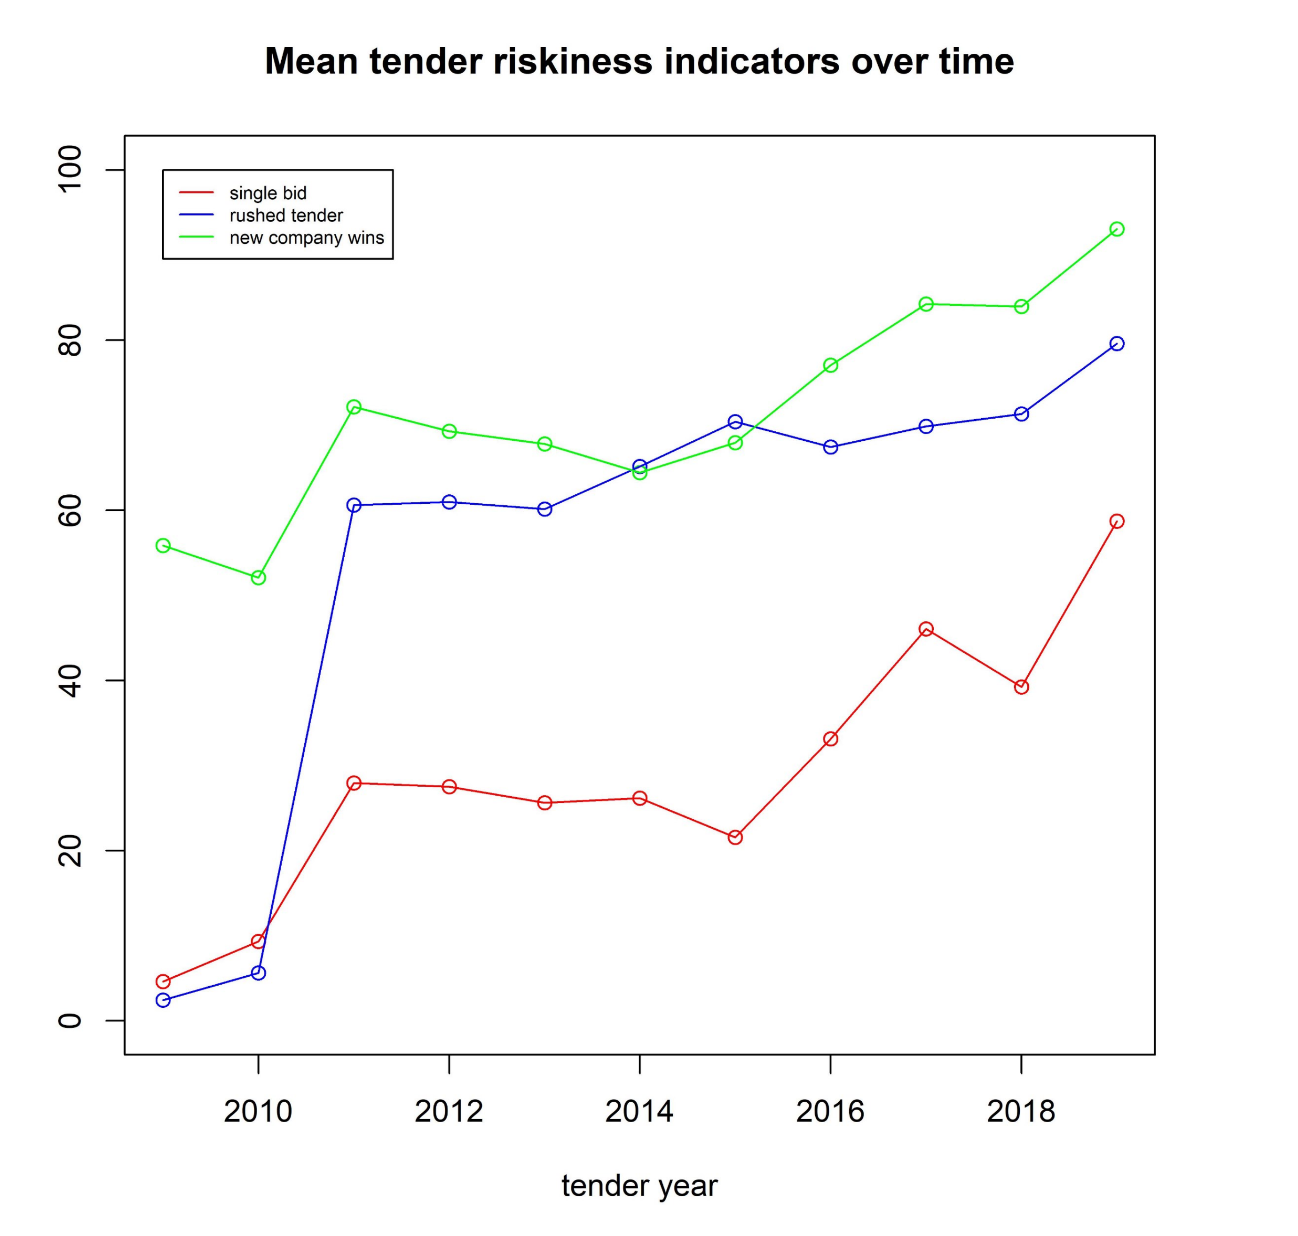 Mean tender riskiness indicators over time
100
80
60
40
20
0
single bid
rushed tender
new company wins
2010 2012 2014 2016 2018
tender year